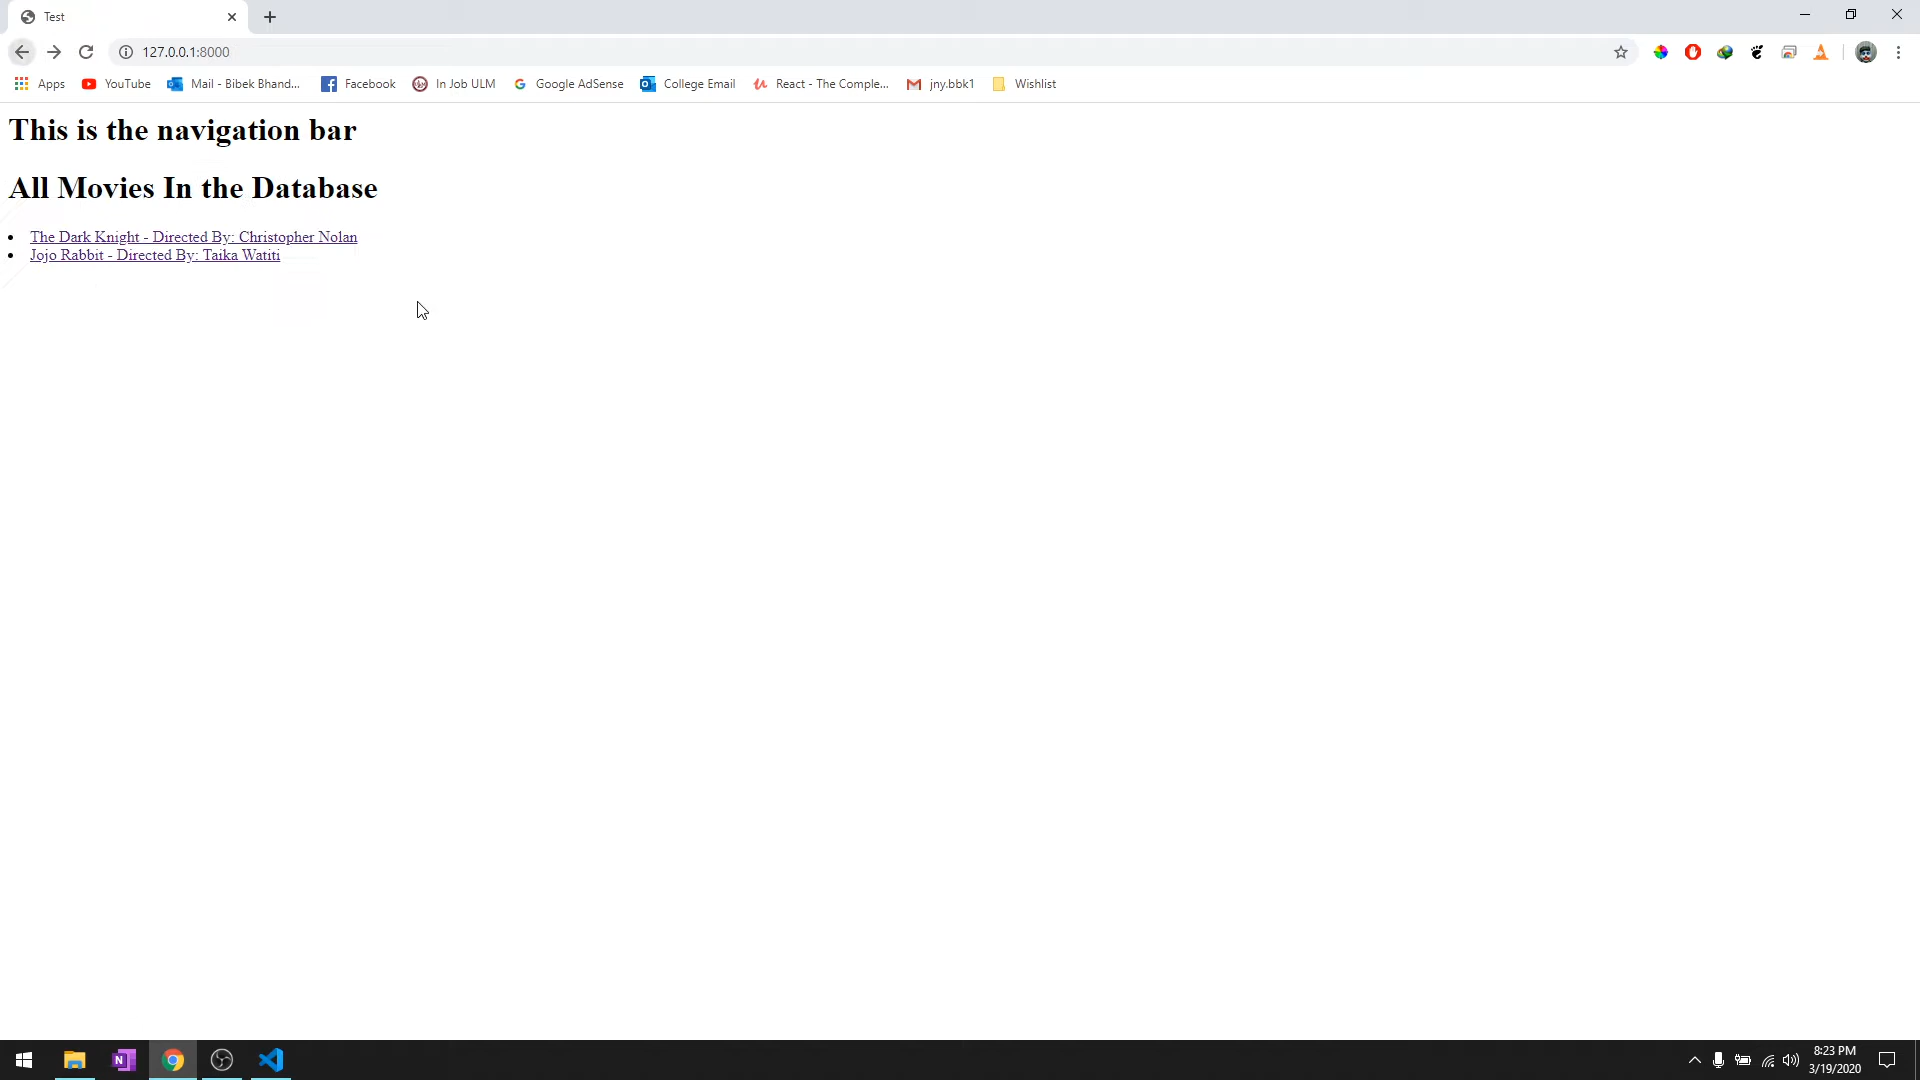 Test
127.0.0.1:8000
Apps YouTube Mail - Bibek Bhand... Facebook In Job ULM Google AdSense College Email React - The Comple... jny.bbk1 Wishlist
This is the navigation bar
All Movies In the Database
The Dark Knight - Directed By: Christopher Nolan
Jojo Rabbit - Directed By: Taika Watiti
8:23 PM
3/19/2020